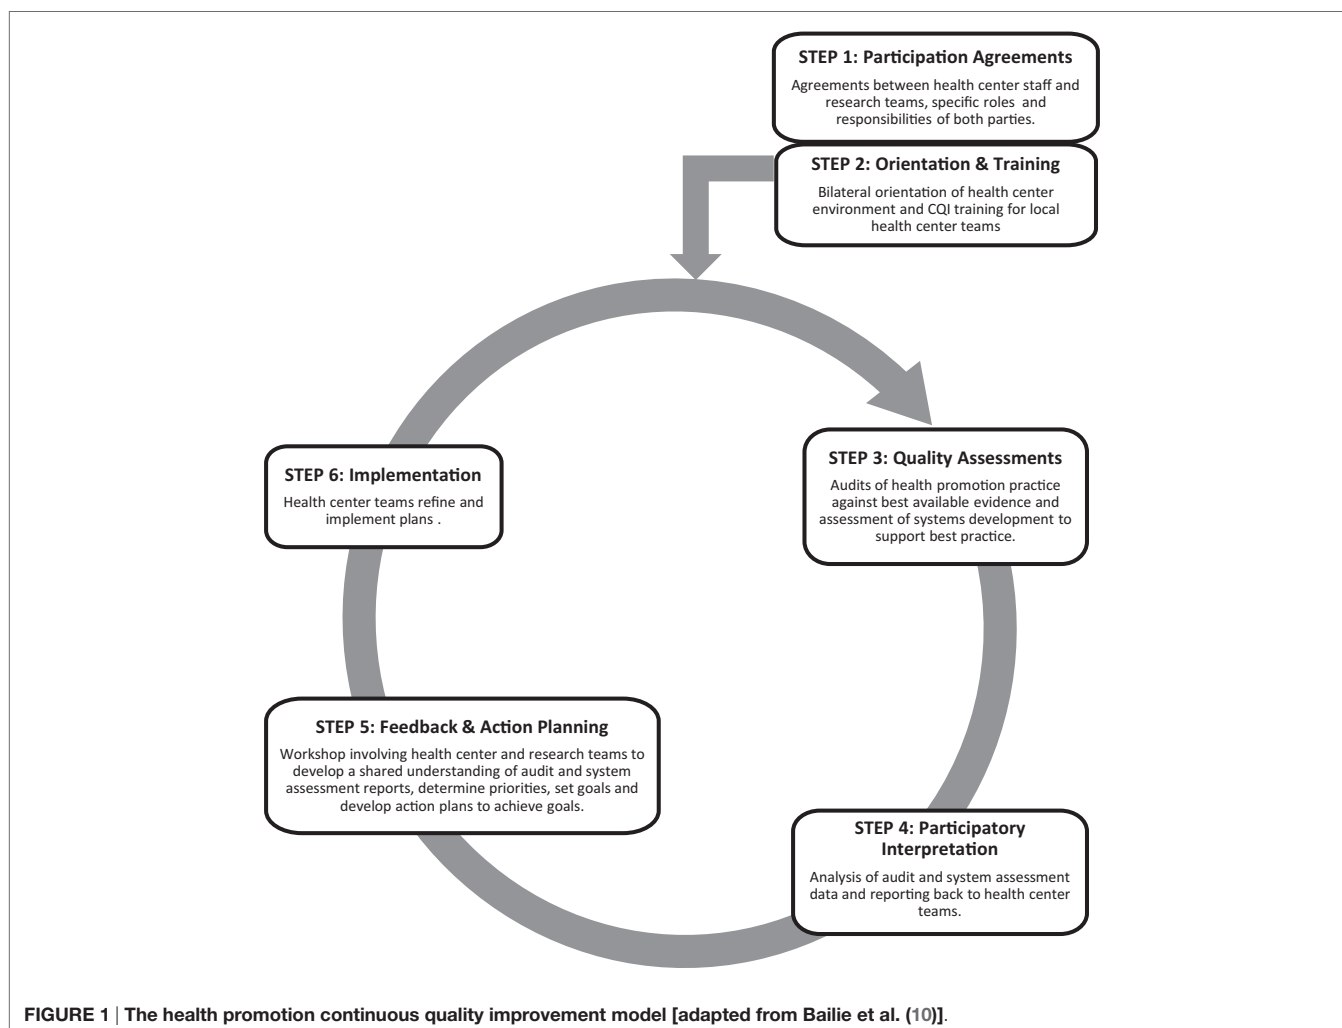 STEP 1: Participation Agreements
Agreements between health center staff and
research teams, specific roles and
responsibilities of both parties.
STEP 2: Orientation & Training
Bilateral orientation of health center
environment and CQI training for local
health center teams
STEP 3: Quality Assessments
Audits of health promotion practice
against best available evidence and
assessment of systems development to
support best practice.
STEP 4: Participatory
Interpretation
Analysis of audit and system assessment
data and reporting back to health center
teams.
STEP 5: Feedback & Action Planning
Workshop involving health center and research teams to
develop a shared understanding of audit and system
assessment reports, determine priorities, set goals and
develop action plans to achieve goals.
STEP 6: Implementation
Health center teams refine and
implement plans .
FIGURE 1 | The health promotion continuous quality improvement model [adapted from Bailie et al. (10)].